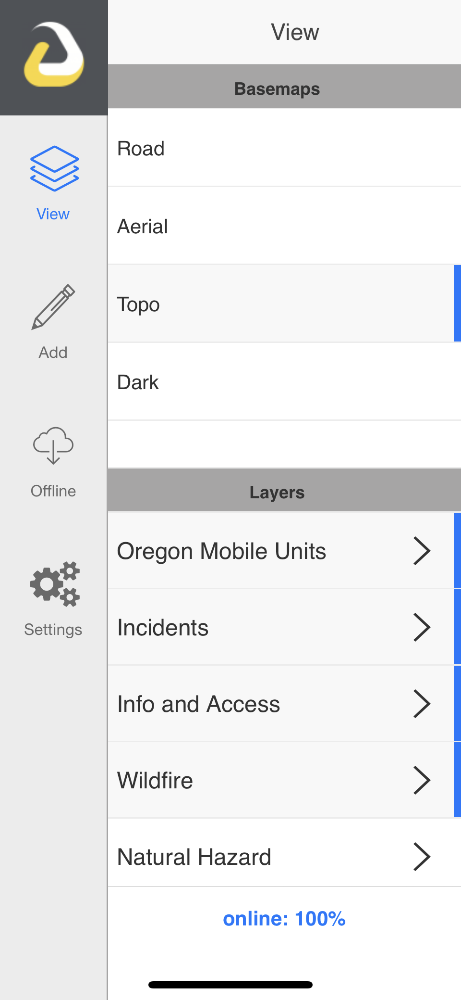 View
Basemaps
Road
Aerial
Topo
Dark
Layers
Oregon Mobile Units
Incidents
Info and Access
Wildfire
Natural Hazard
online: 100%
View
Add
Offline
Settings